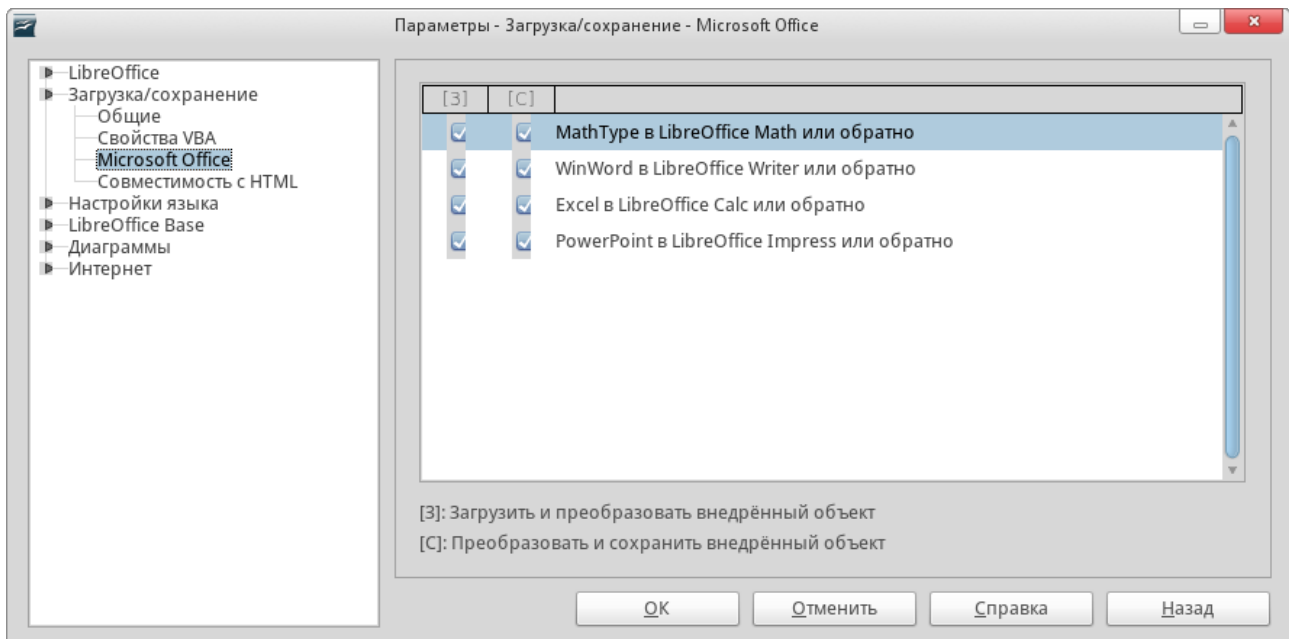 Параметры - Загрузка/сохранение - Microsoft Office
LibreOffice
Загрузка/сохранение
Общие
Свойства VBA
Microsoft Office
Совместимость с HTML
Настройки языка
LibreOffice Base
Диаграммы
Интернет
[З] [С]
MathType в LibreOffice Math или обратно
WinWord в LibreOffice Writer или обратно
Excel в LibreOffice Calc или обратно
PowerPoint в LibreOffice Impress или обратно
[З]: Загрузить и преобразовать внедрённый объект
[С]: Преобразовать и сохранить внедрённый объект
ОК Отменить Справка Назад